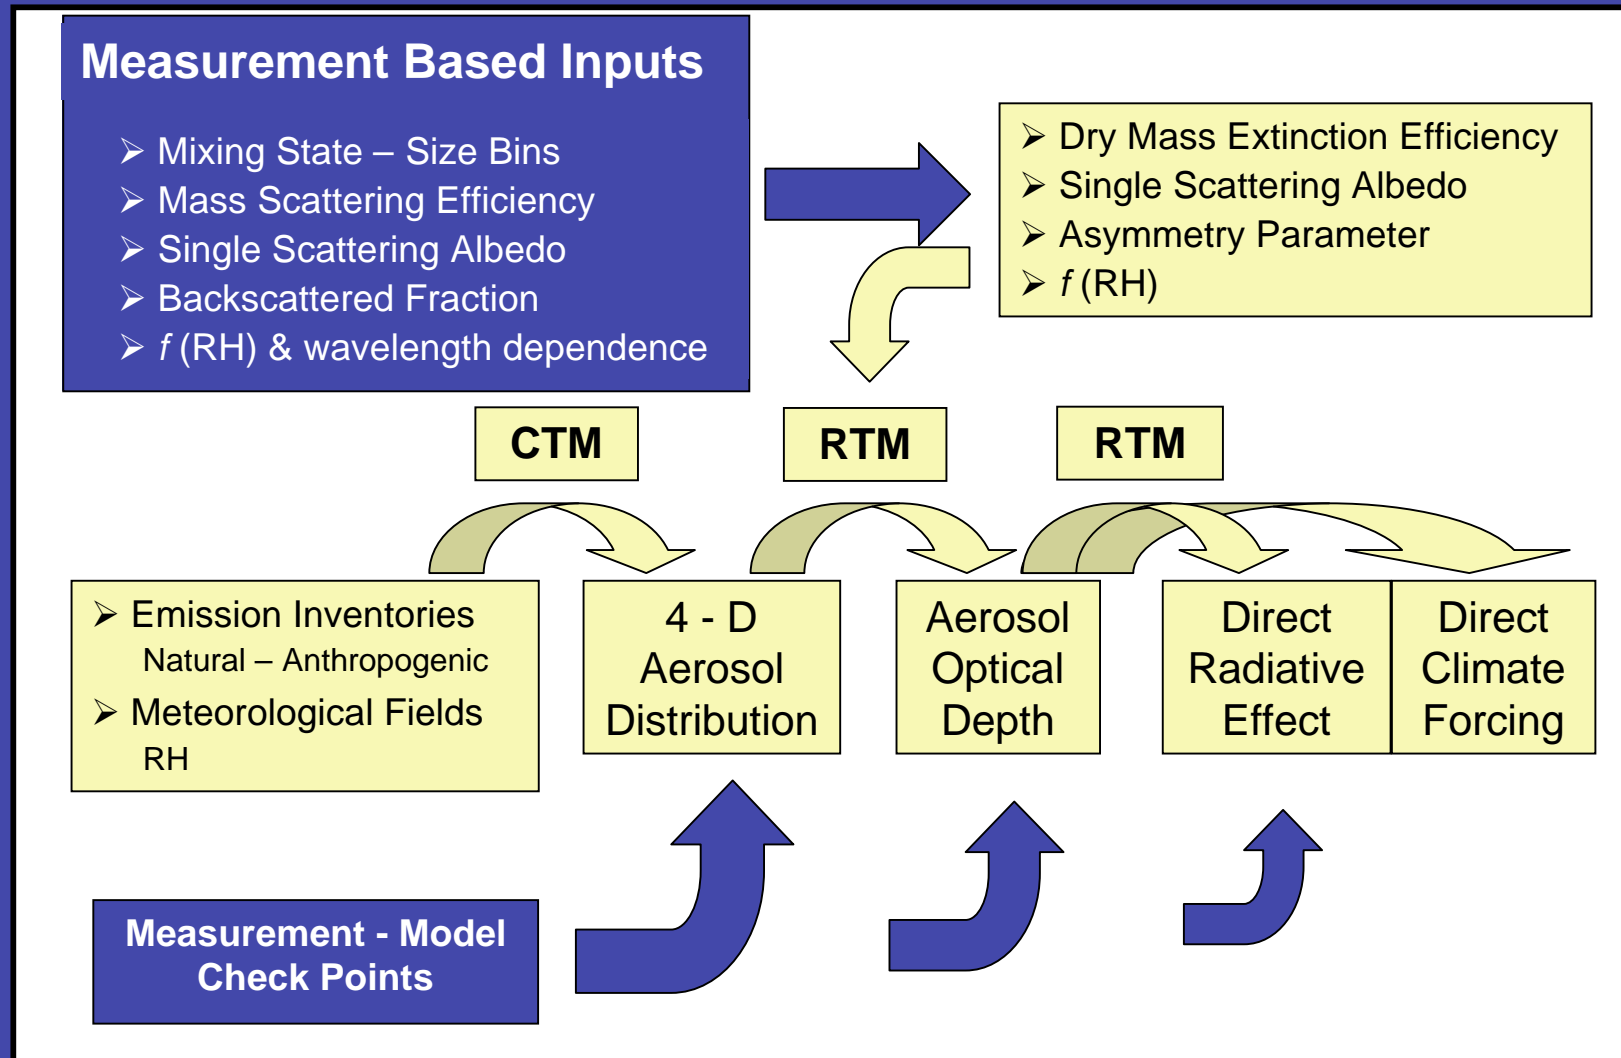 Measurement Based Inputs
➢ Mixing State – Size Bins
➢ Mass Scattering Efficiency
➢ Single Scattering Albedo
➢ Backscattered Fraction
➢ f (RH) & wavelength dependence
➢ Dry Mass Extinction Efficiency
➢ Single Scattering Albedo
➢ Asymmetry Parameter
➢ f (RH)
CTM
RTM
RTM
➢ Emission Inventories
Natural – Anthropogenic
➢ Meteorological Fields
RH
4 - D
Aerosol
Distribution
Aerosol
Optical
Depth
Direct
Radiative
Effect
Direct
Climate
Forcing
Measurement - Model
Check Points